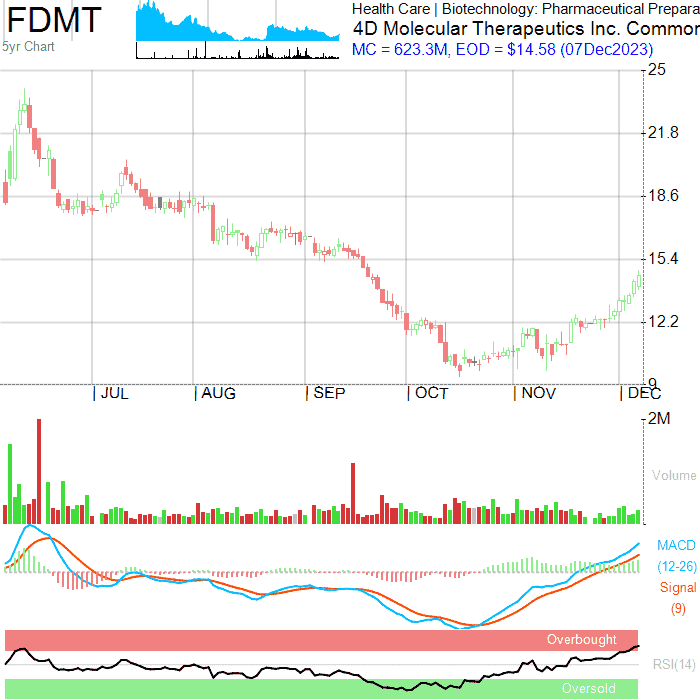 FDMT
5yr Chart
Health Care | Biotechnology: Pharmaceutical Prepara
4D Molecular Therapeutics Inc. Common
MC = 623.3M, EOD = $14.58 (07Dec2023)
25
21.8
18.6
15.4
12.2
9
| JUL | AUG | SEP | OCT | NOV | DEC
2M
Volume
MACD
(12-26)
Signal
(9)
Overbought
RSI(14)
Oversold